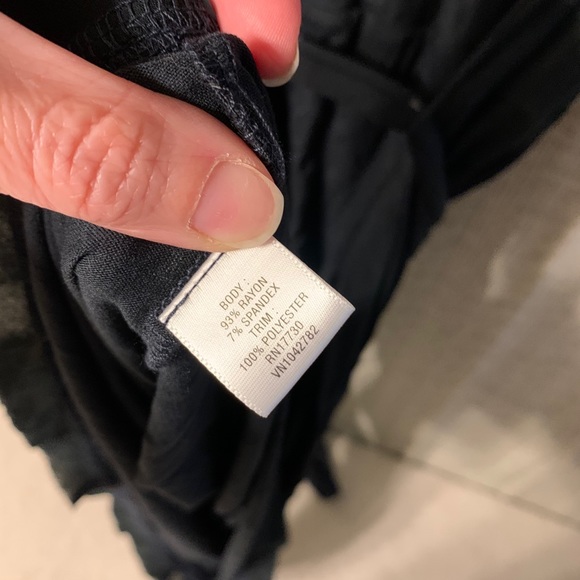 BODY :
93% RAYON
7% SPANDEX
TRIM :
100% POLYESTER
RN17730
VN1042782